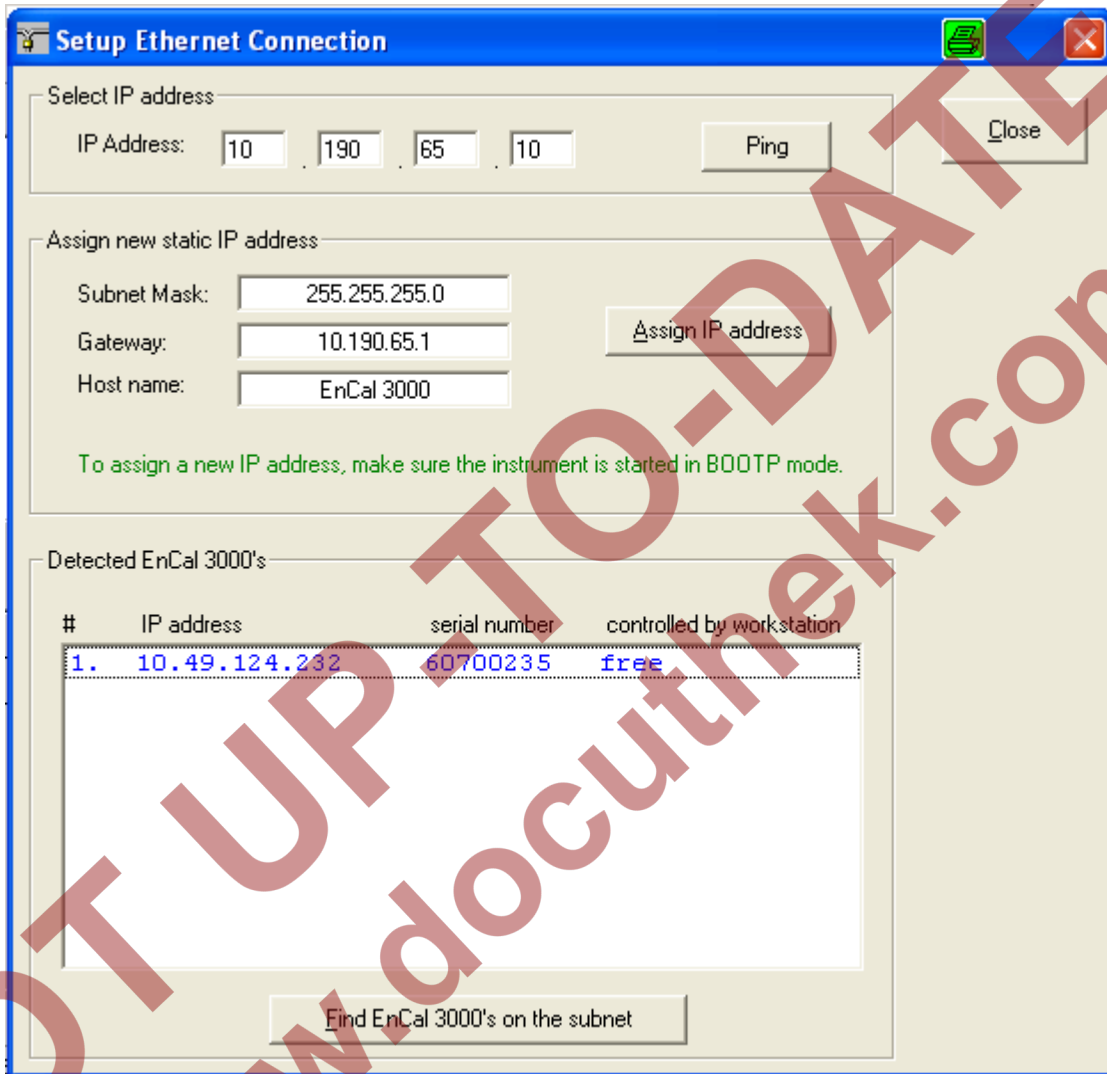 Setup Ethernet Connection
Select IP address
IP Address: 10 . 190 . 65 . 10 Ping
Close
Assign new static IP address
Subnet Mask: 255.255.255.0
Gateway: 10.190.65.1
Assign IP address
Host name: EnCal 3000
To assign a new IP address, make sure the instrument is started in BOOTP mode.
Detected EnCal 3000's
# IP address serial number controlled by workstation
1. 10.49.124.232 60700235 free
Find EnCal 3000's on the subnet
OT UP-TO-DATE
w.docuthek.con